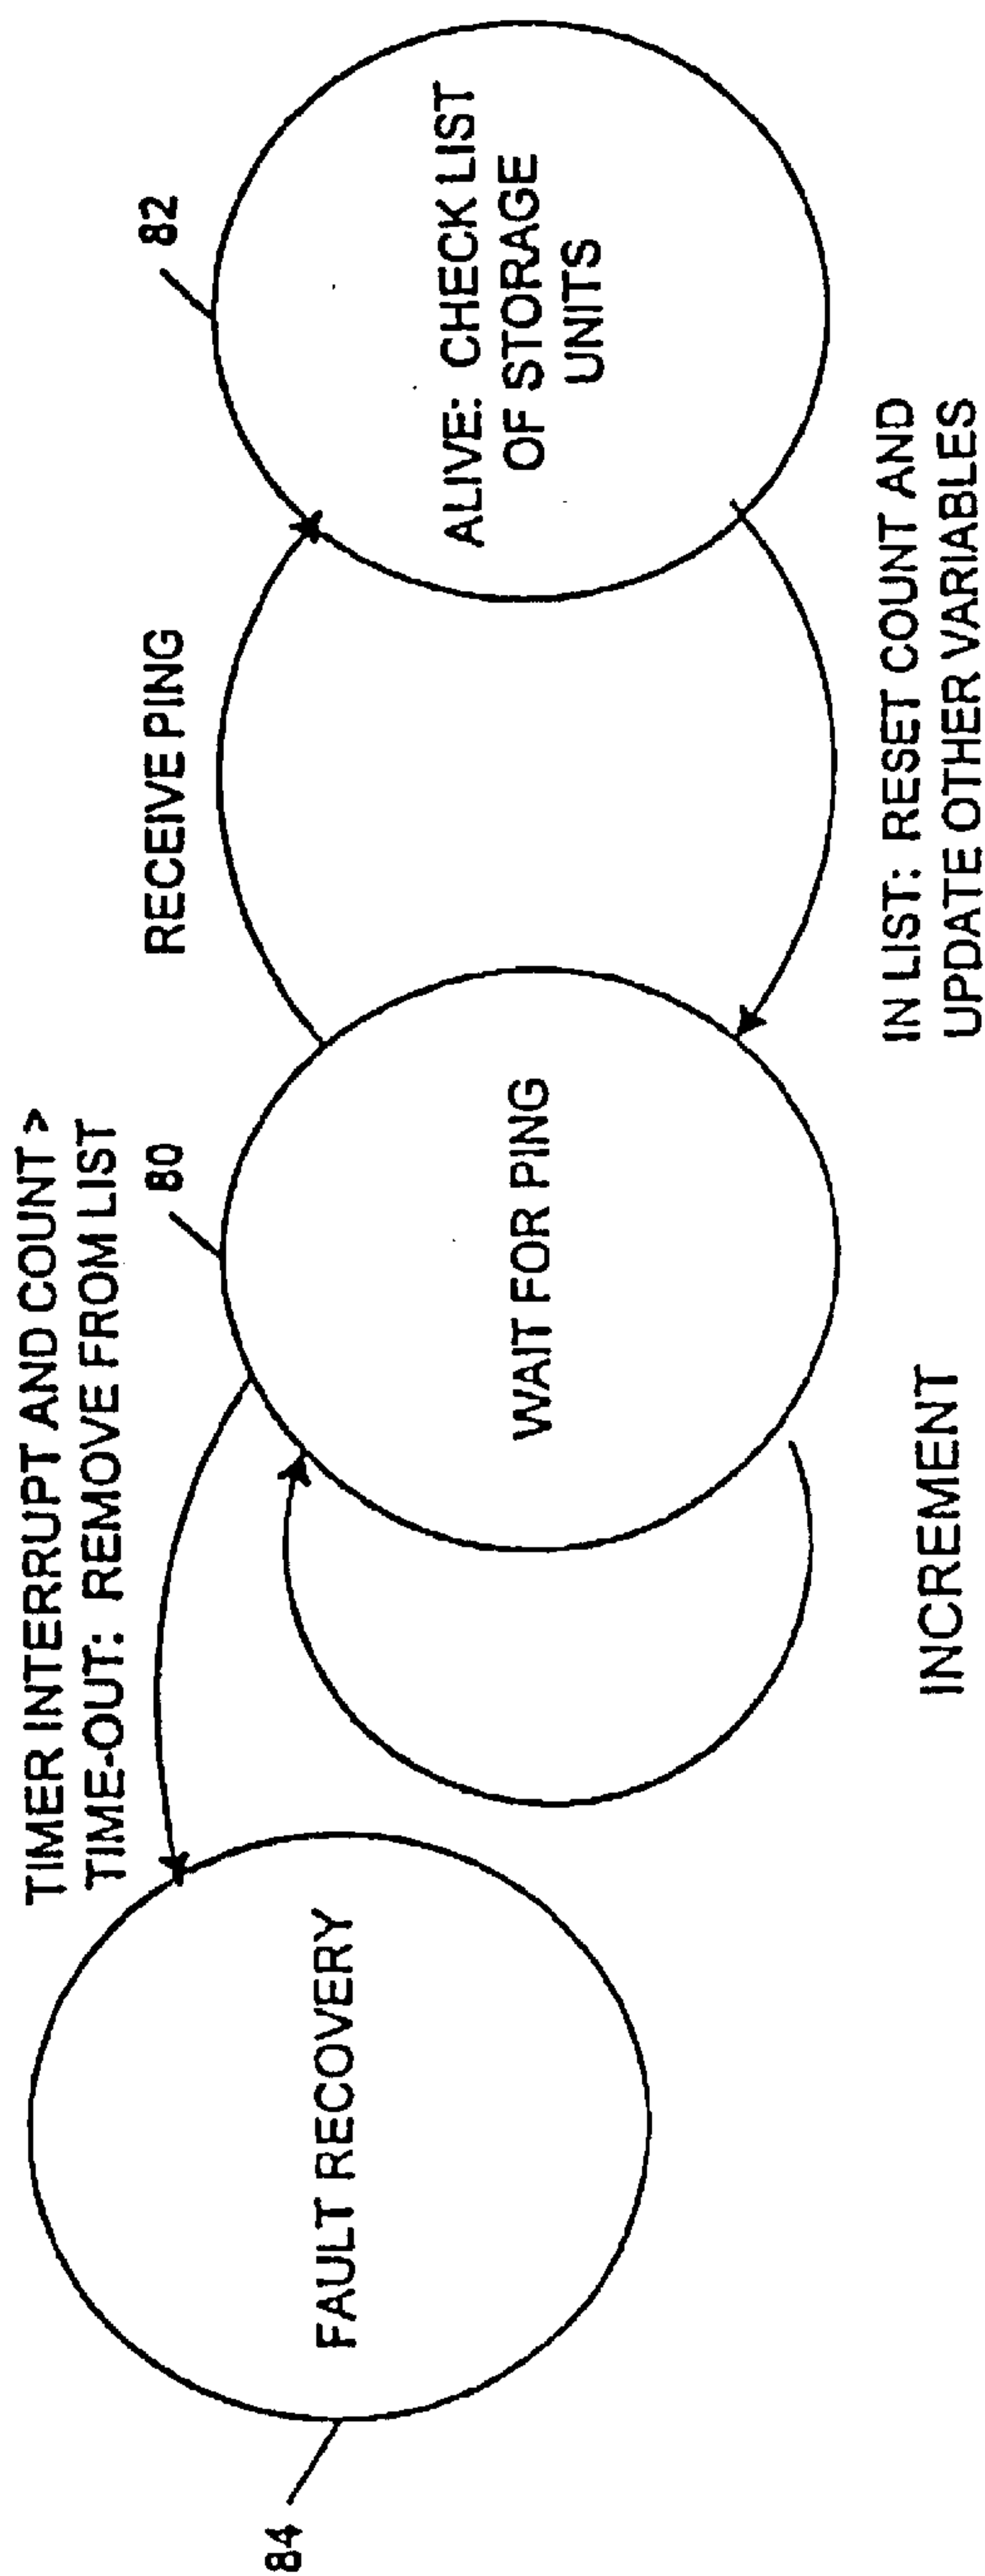 TIMER INTERRUPT AND COUNT >
TIME-OUT: REMOVE FROM LIST
84
FAULT RECOVERY
80
WAIT FOR PING
INCREMENT
RECEIVE PING
82
ALIVE: CHECK LIST
OF STORAGE
UNITS
IN LIST: RESET COUNT AND
UPDATE OTHER VARIABLES